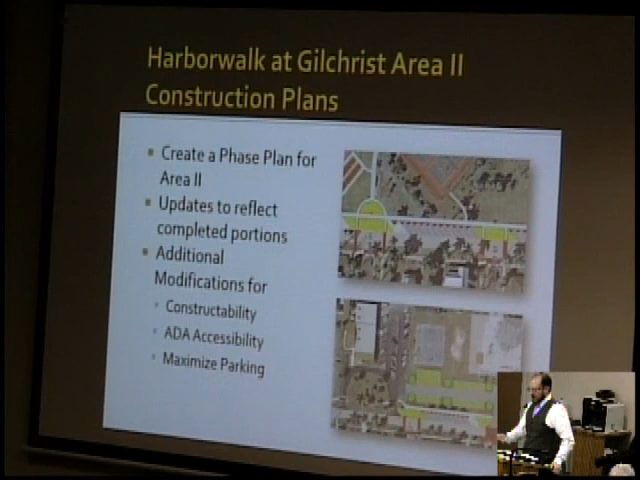 Harborwalk at Gilchrist Area II
Construction Plans
Create a Phase Plan for
Area II
Updates to reflect
completed portions
Additional
Modifications for
Constructability
ADA Accessibility
Maximize Parking